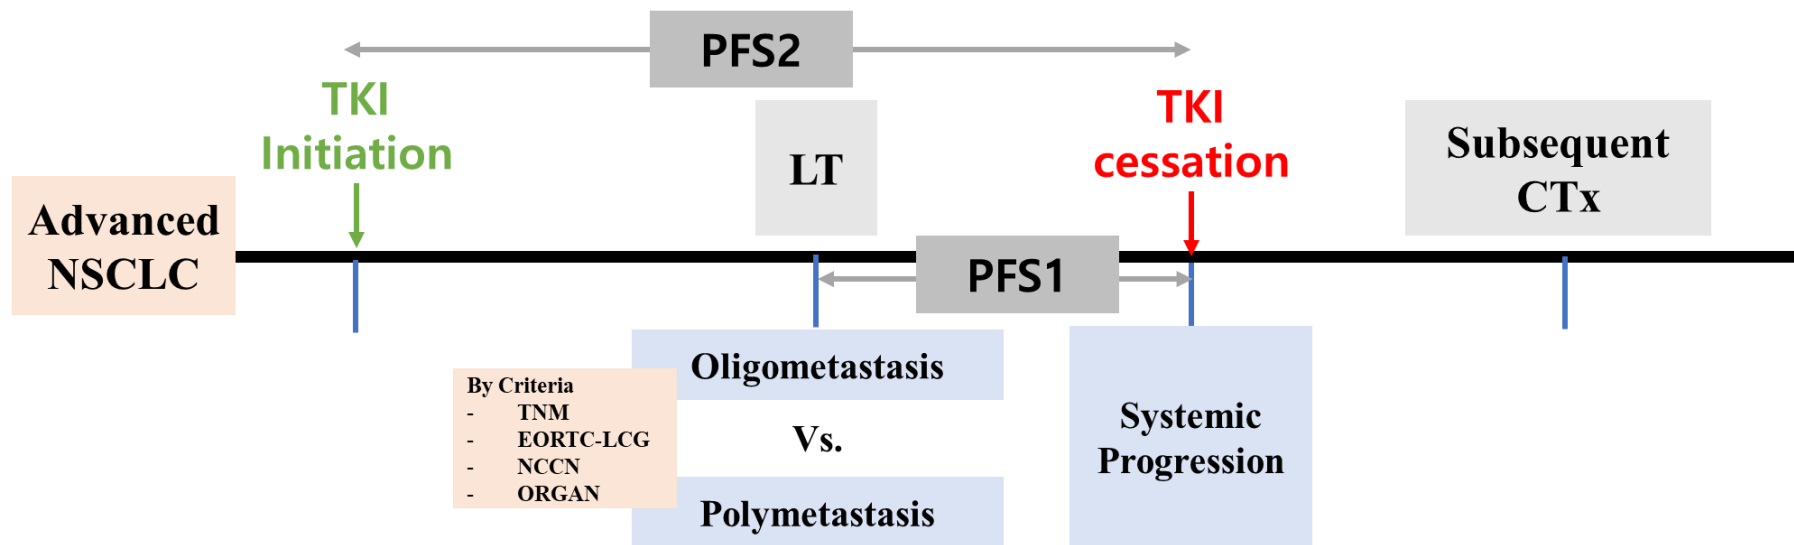 PFS2
TKI
Initiation
LT
TKI
cessation
Subsequent
CTx
Advanced
NSCLC
PFS1
Oligometastasis
Vs.
Polymetastasis
By Criteria
- TNM
- EORTC-LCG
- NCCN
- ORGAN
Systemic
Progression